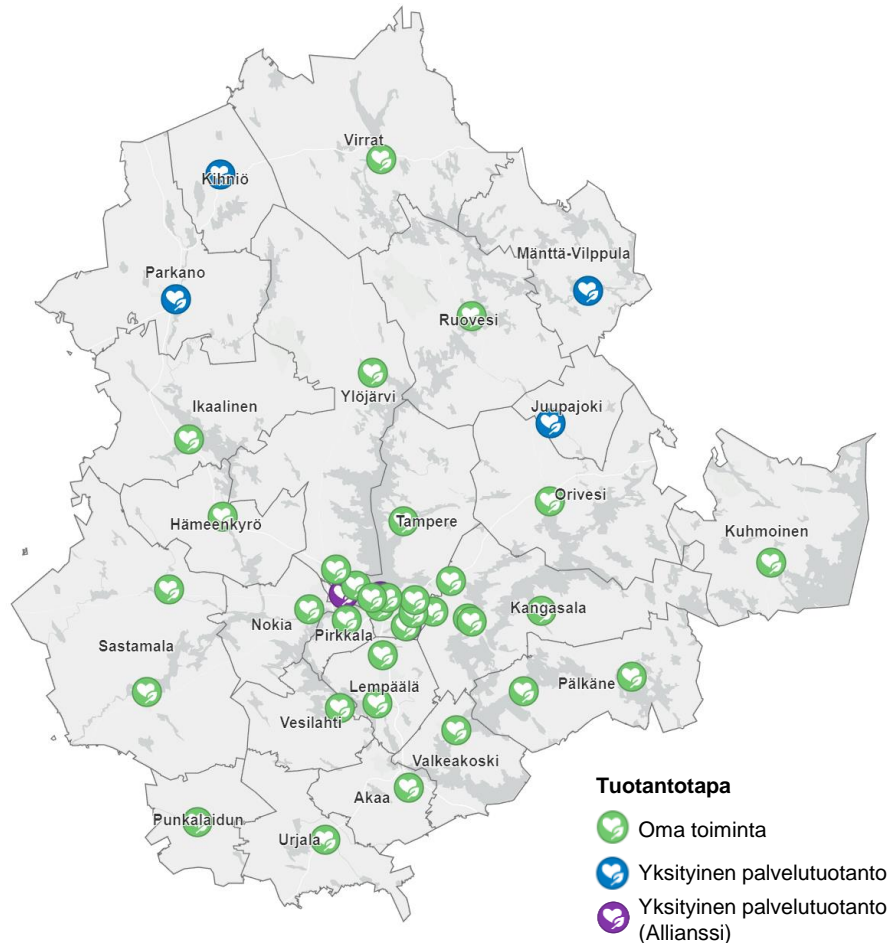 Virrat
Kihniö
Mänttä-Vilppula
Parkano
Ruovesi
Ylöjärvi
Ikaalinen
Juupajoki
Orivesi
Hämeenkyrö
Tampere
Kuhmoinen
Nokia
Kangasala
Pirkkala
Sastamala
Lempäälä
Pälkäne
Vesilahti
Valkeakoski
Akaa
Punkalaidun
Urjala
Tuotantotapa
Oma toiminta
Yksityinen palvelutuotanto
Yksityinen palvelutuotanto
(Allianssi)